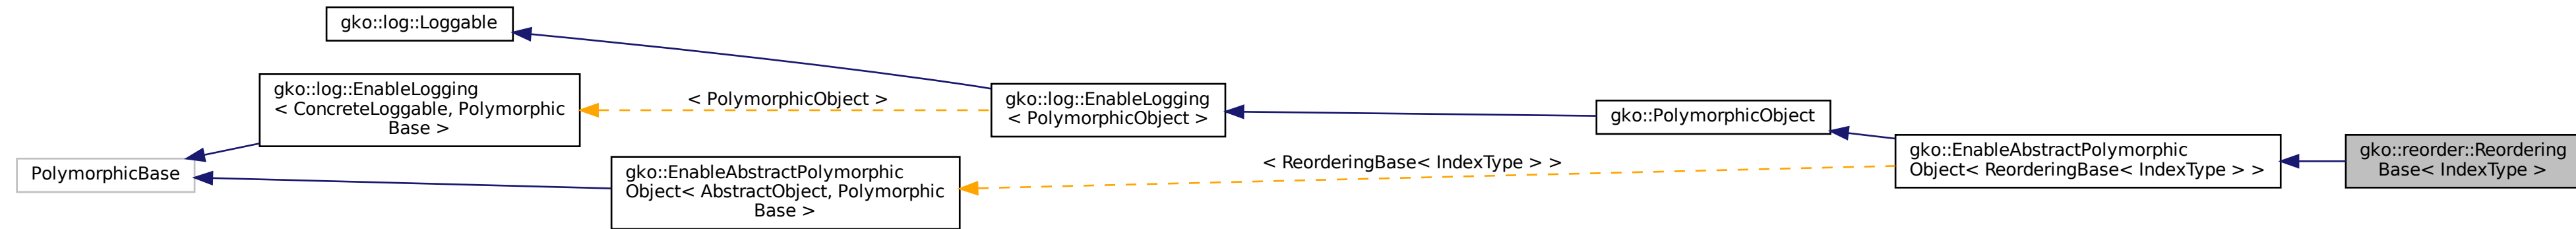 gko::log::Loggable
gko::log::EnableLogging
< ConcreteLoggable, Polymorphic
Base >
< PolymorphicObject >
gko::log::EnableLogging
< PolymorphicObject >
gko::PolymorphicObject
PolymorphicBase
gko::EnableAbstractPolymorphic
Object< AbstractObject, Polymorphic
Base >
< ReorderingBase< IndexType > >
gko::EnableAbstractPolymorphic
Object< ReorderingBase< IndexType > >
gko::reorder::Reordering
Base< IndexType >